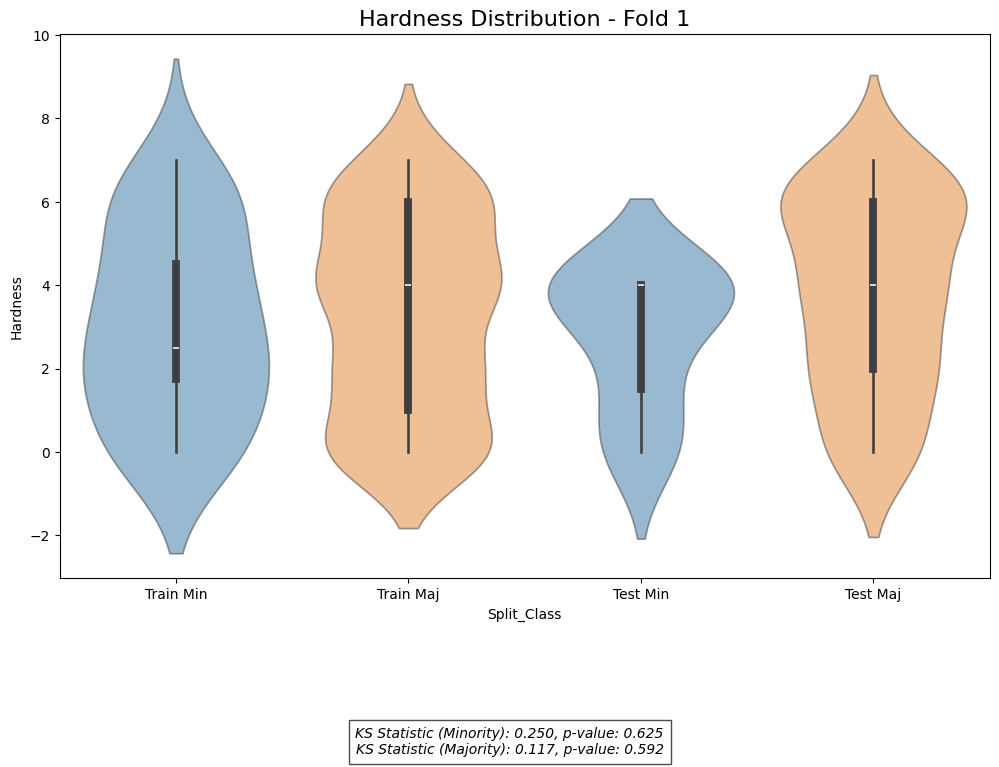 Hardness Distribution - Fold 1
10
8
6
4
2
0
−2
Hardness
Train Min
Train Maj
Test Min
Test Maj
Split_Class
KS Statistic (Minority): 0.250, p-value: 0.625
KS Statistic (Majority): 0.117, p-value: 0.592